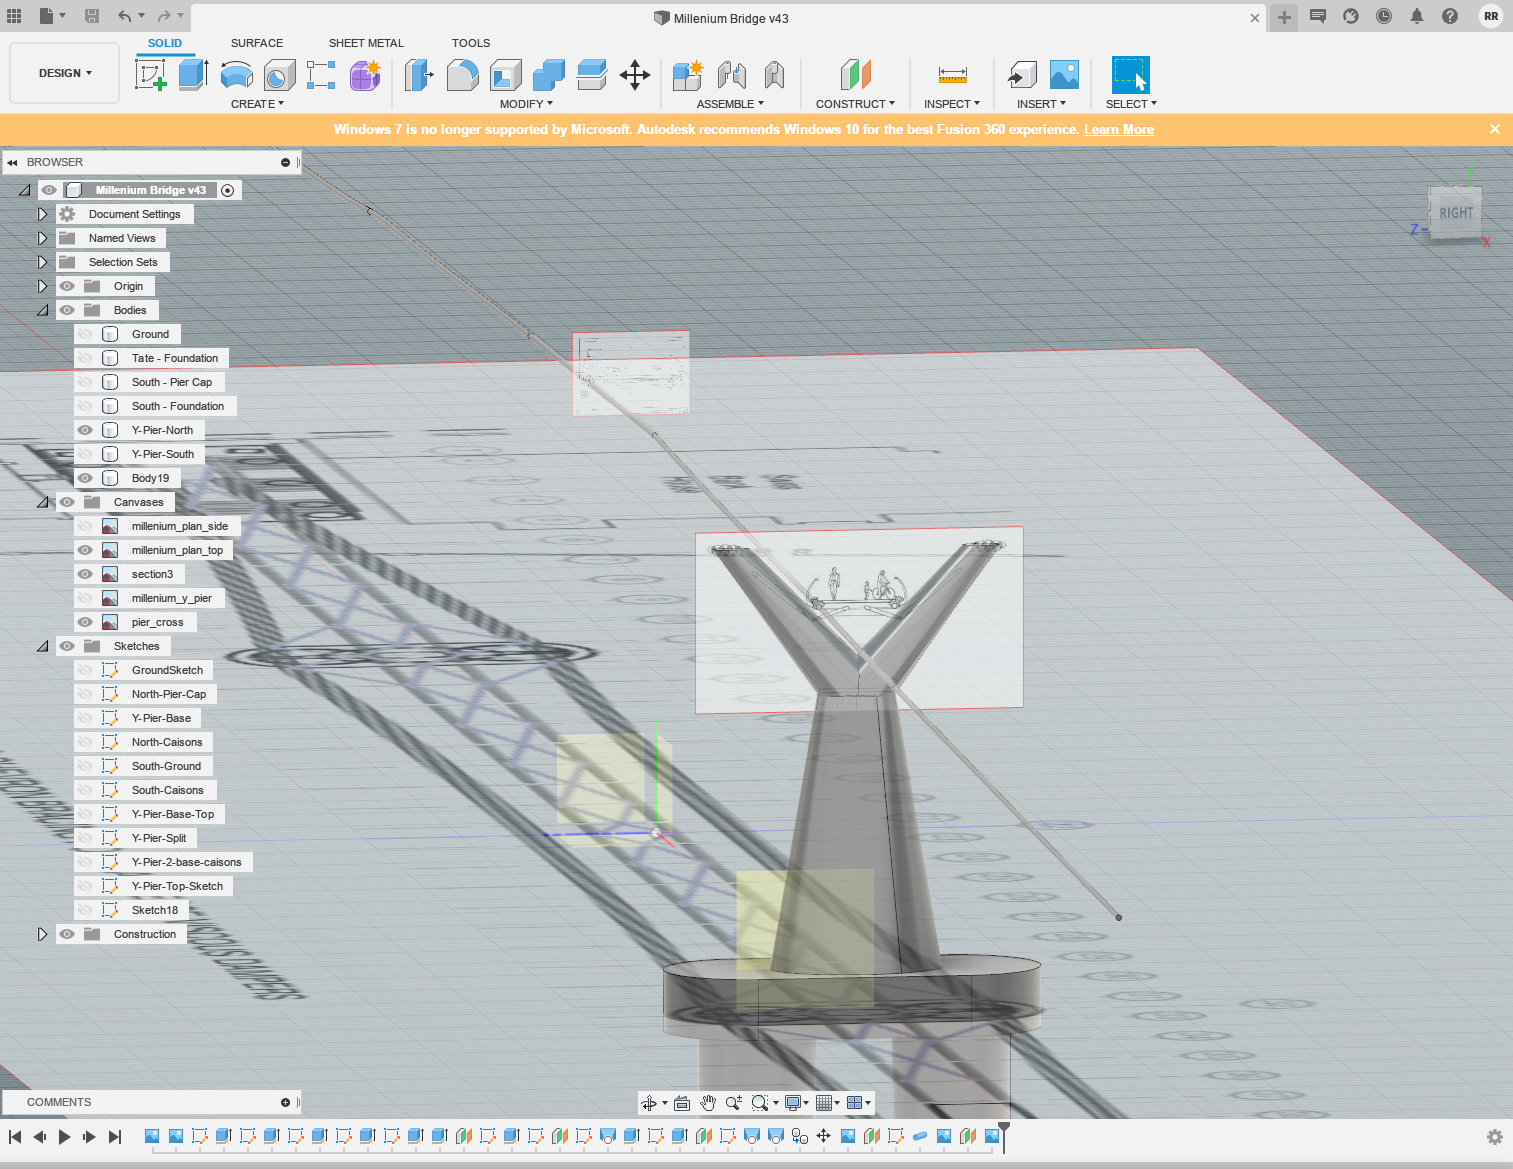 Millenium Bridge v43
RR
DESIGN
SOLID
SURFACE
SHEET METAL
TOOLS
CREATE
MODIFY
ASSEMBLE
CONSTRUCT
INSPECT
INSERT
SELECT
Windows 7 is no longer supported by Microsoft. Autodesk recommends Windows 10 for the best Fusion 360 experience. Learn More
BROWSER
Millenium Bridge v43
Document Settings
Named Views
Selection Sets
Origin
Bodies
Ground
Tate - Foundation
South - Pier Cap
South - Foundation
Y-Pier-North
Y-Pier-South
Body19
Canvases
millenium_plan_side
millenium_plan_top
section3
millenium_y_pier
pier_cross
Sketches
GroundSketch
North-Pier-Cap
Y-Pier-Base
North-Caisons
South-Ground
South-Caisons
Y-Pier-Base-Top
Y-Pier-Split
Y-Pier-2-base-caisons
Y-Pier-Top-Sketch
Sketch18
Construction
Y
RIGHT
Z
X
COMMENTS